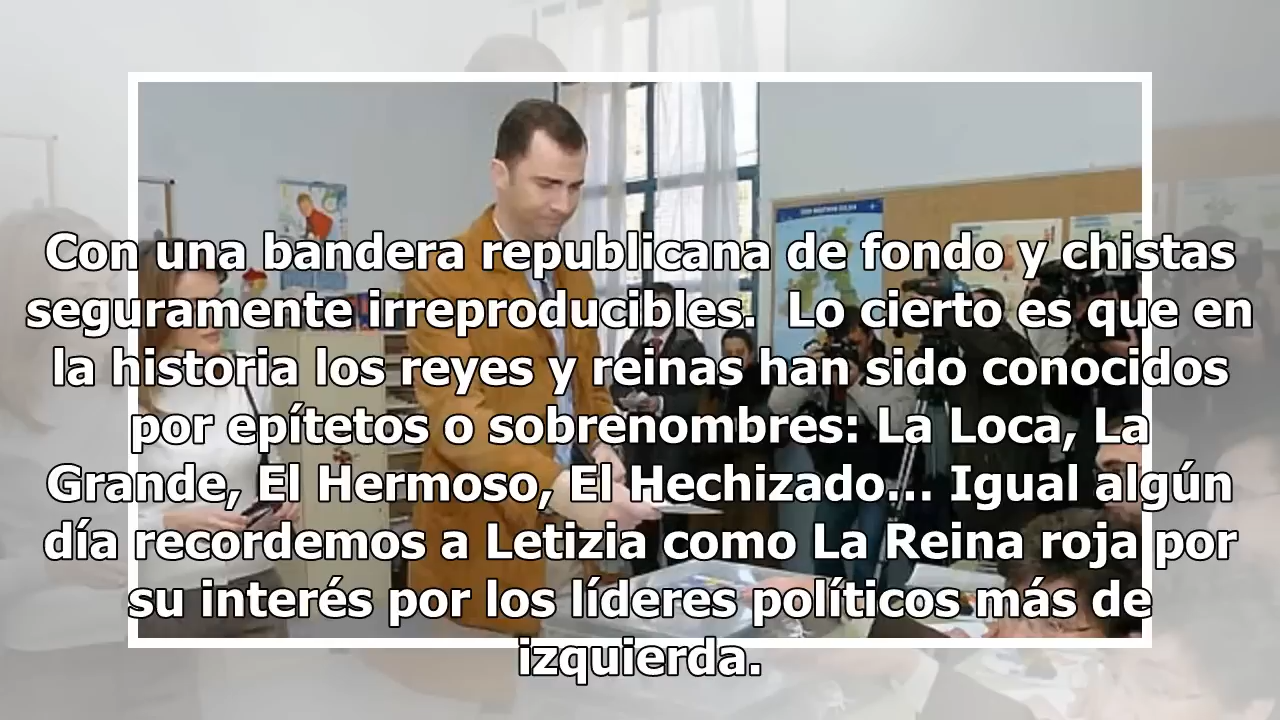 Con una bandera republicana de fondo y chistas
seguramente irreproducibles.  Lo cierto es que en
la historia los reyes y reinas han sido conocidos
por epítetos o sobrenombres: La Loca, La
Grande, El Hermoso, El Hechizado... Igual algún
día recordemos a Letizia como La Reina roja por
su interés por los líderes políticos más de
izquierda.